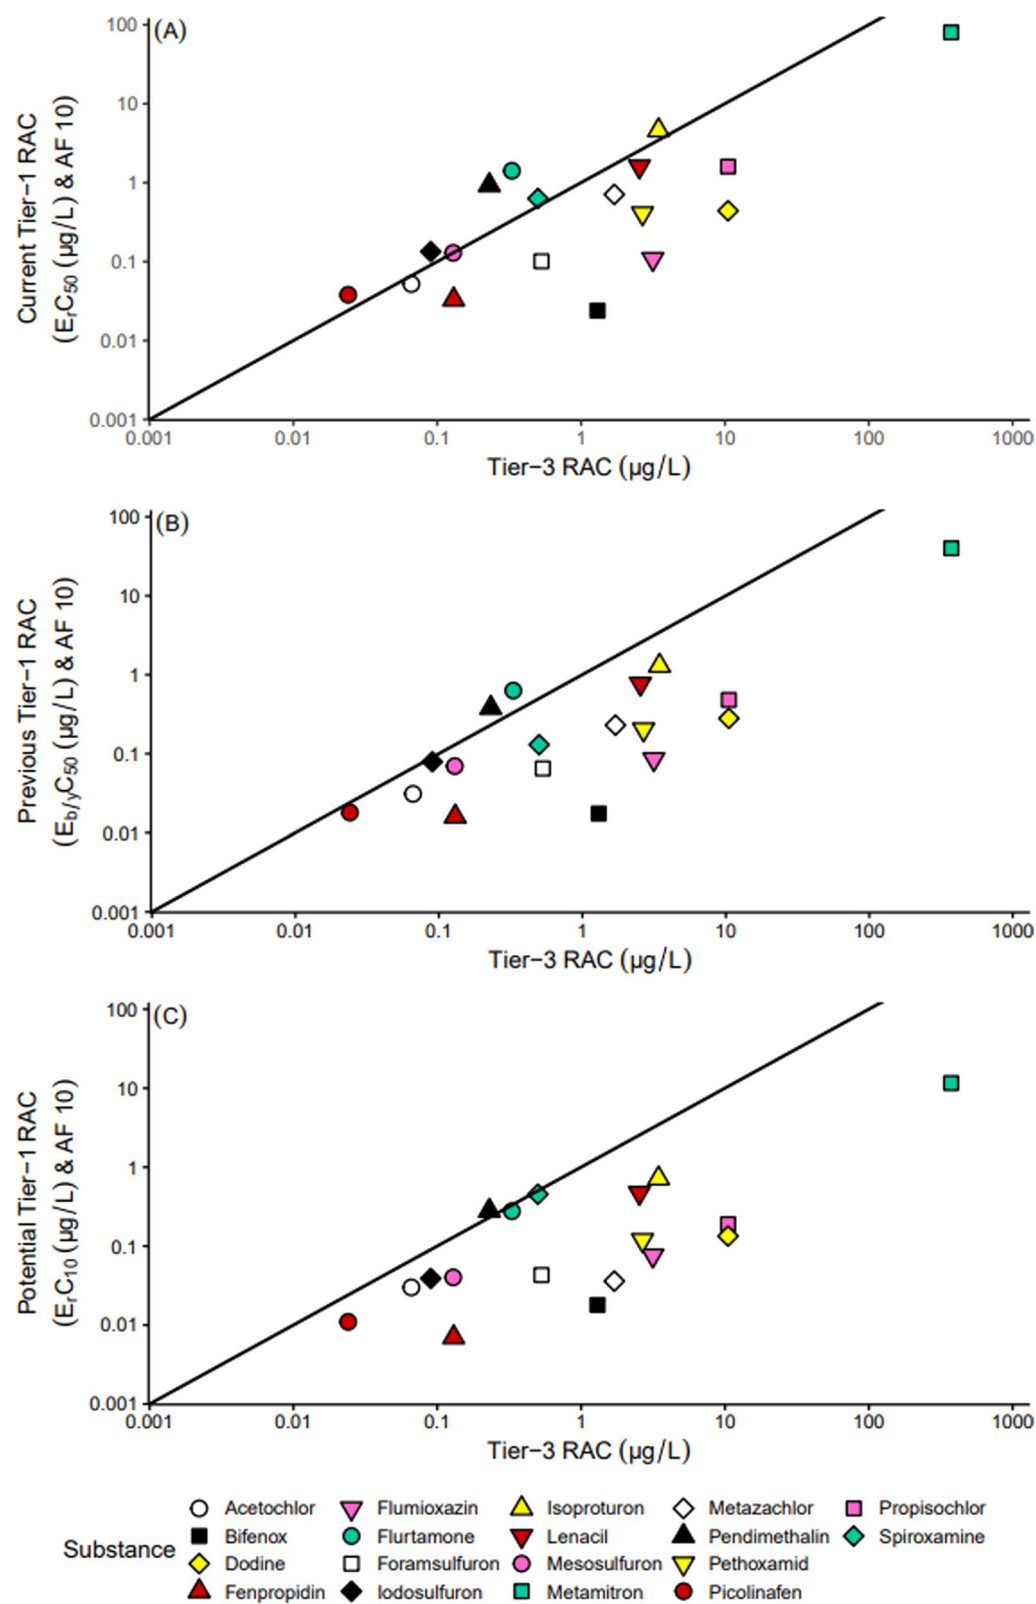 (A)
Current Tier−1 RAC
(ErC50 (µg/L) & AF 10)
100
10
1
0.1
0.01
0.001
0.001 0.01 0.1 1 10 100 1000
Tier−3 RAC (µg/L)
(B)
Previous Tier−1 RAC
(Eb/yC50 (µg/L) & AF 10)
100
10
1
0.1
0.01
0.001
0.001 0.01 0.1 1 10 100 1000
Tier−3 RAC (µg/L)
(C)
Potential Tier−1 RAC
(ErC10 (µg/L) & AF 10)
100
10
1
0.1
0.01
0.001
0.001 0.01 0.1 1 10 100 1000
Tier−3 RAC (µg/L)
Substance
Acetochlor Flumioxazin Isoproturon Metazachlor Propisochlor
Bifenox Flurtamone Lenacil Pendimethalin Spiroxamine
Dodine Foramsulfuron Mesosulfuron Pethoxamid
Fenpropidin Iodosulfuron Metamitron Picolinafen